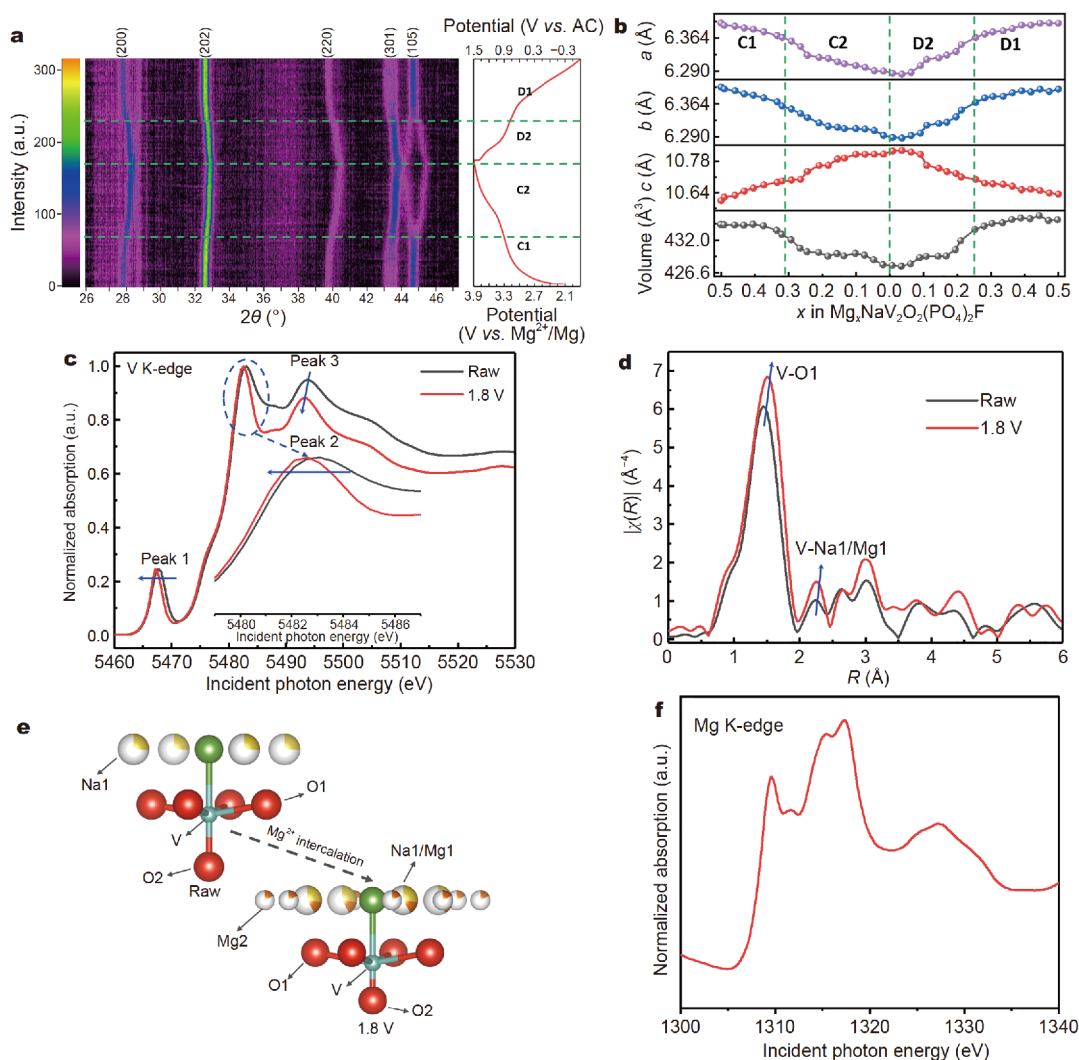 a
Potential (V vs. AC)
1.5 0.9 0.3 −0.3
(200) (202) (220) (301) (105)
Intensity (a.u.)
300
200
100
0
D1
D2
C2
C1
26 28 30 32 34 36 38 40 42 44 46
2θ (°)
3.9 3.3 2.7 2.1
Potential
(V vs. Mg²⁺/Mg)
b
C1 C2 D2 D1
a (Å)
6.364
6.290
b (Å)
6.364
6.290
c (Å)
10.78
10.64
Volume (Å³)
432.0
426.6
0.5 0.4 0.3 0.2 0.1 0.0 0.1 0.2 0.3 0.4 0.5
x in MgₓNaV₂O₂(PO₄)₂F
c
V K-edge
Peak 3
Raw
1.8 V
Peak 2
Peak 1
Normalized absorption (a.u.)
1.0
0.8
0.6
0.4
0.2
0.0
5480 5482 5484 5486
Incident photon energy (eV)
5460 5470 5480 5490 5500 5510 5520 5530
Incident photon energy (eV)
d
V-O1
Raw
1.8 V
V-Na1/Mg1
|χ(R)| (Å⁻⁴)
7
6
5
4
3
2
1
0
0 1 2 3 4 5 6
R (Å)
e
Na1
O1
V
O2
Raw
Mg²⁺ intercalation
Na1/Mg1
Mg2
O1
V
O2
1.8 V
f
Mg K-edge
Normalized absorption (a.u.)
1300 1310 1320 1330 1340
Incident photon energy (eV)